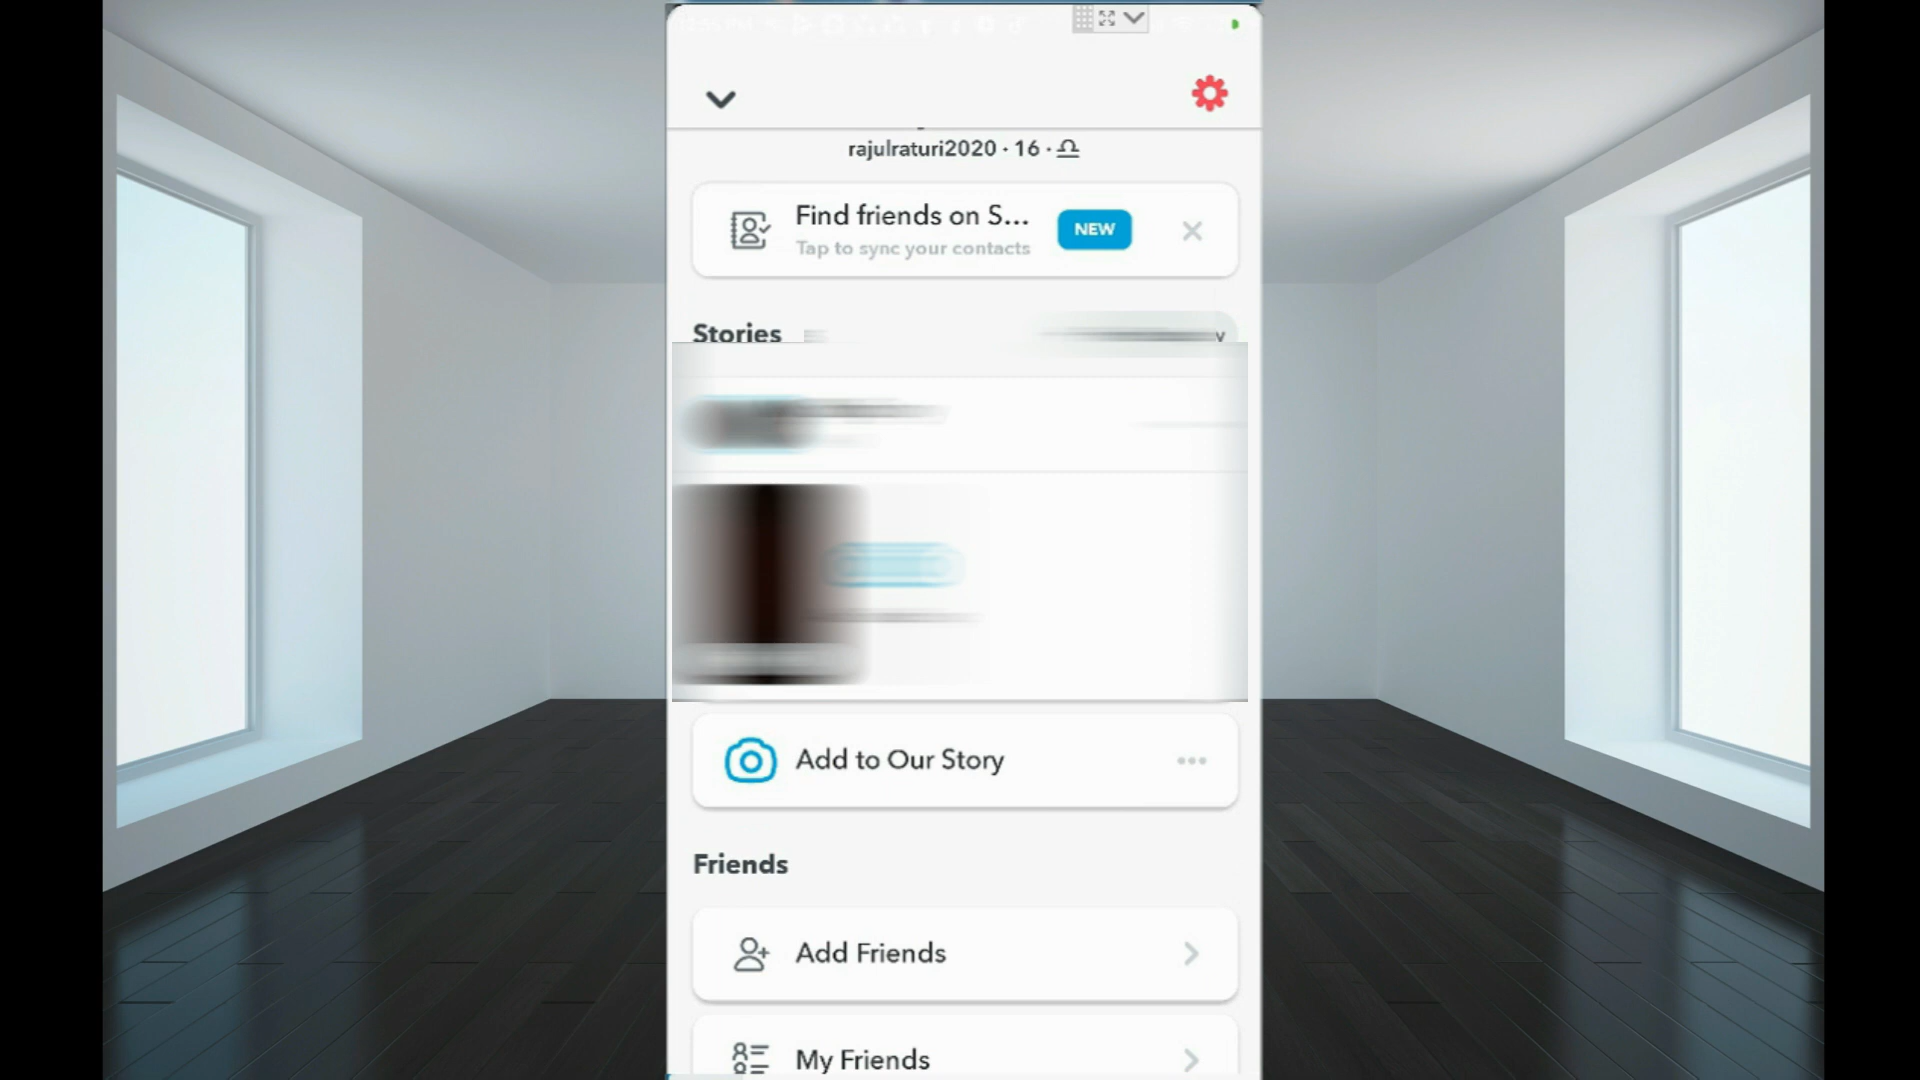 rajulraturi2020 · 16 · ♎
Find friends on S...
NEW
Tap to sync your contacts
Stories
Add to Our Story
Friends
Add Friends
My Friends